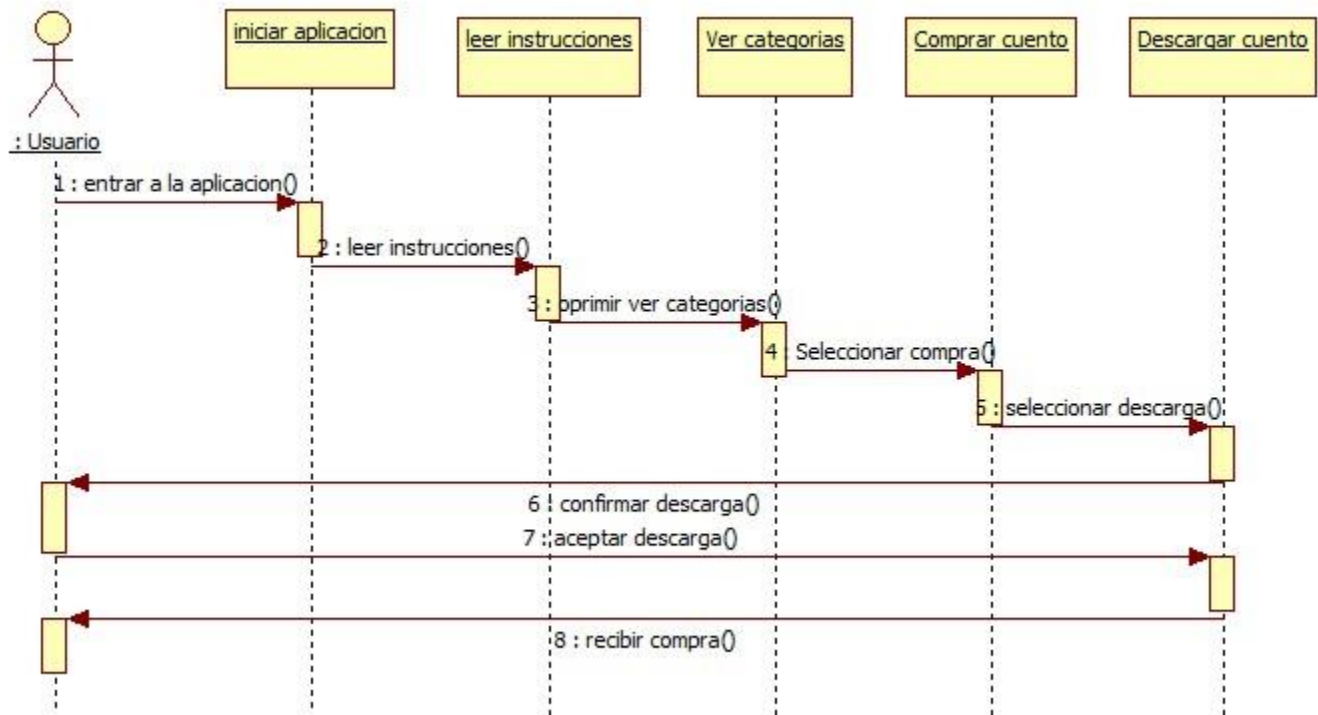 iniciar aplicacion
leer instrucciones
Ver categorias
Comprar cuento
Descargar cuento
: Usuario
1 : entrar a la aplicacion()
2 : leer instrucciones()
3 : oprimir ver categorias()
4 : Seleccionar compra()
5 : seleccionar descarga()
6 : confirmar descarga()
7 : aceptar descarga()
8 : recibir compra()